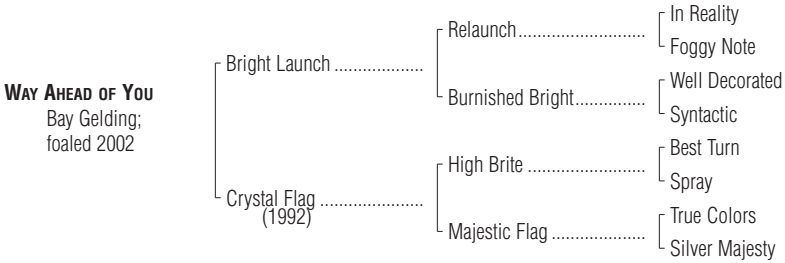 In Reality
Relaunch..........................
Foggy Note
Bright Launch ..................
Well Decorated
Burnished Bright..............
Syntactic
WAY AHEAD OF YOU
Bay Gelding;
foaled 2002
Best Turn
High Brite ........................
Spray
Crystal Flag .....................
(1992)
True Colors
Majestic Flag ...................
Silver Majesty